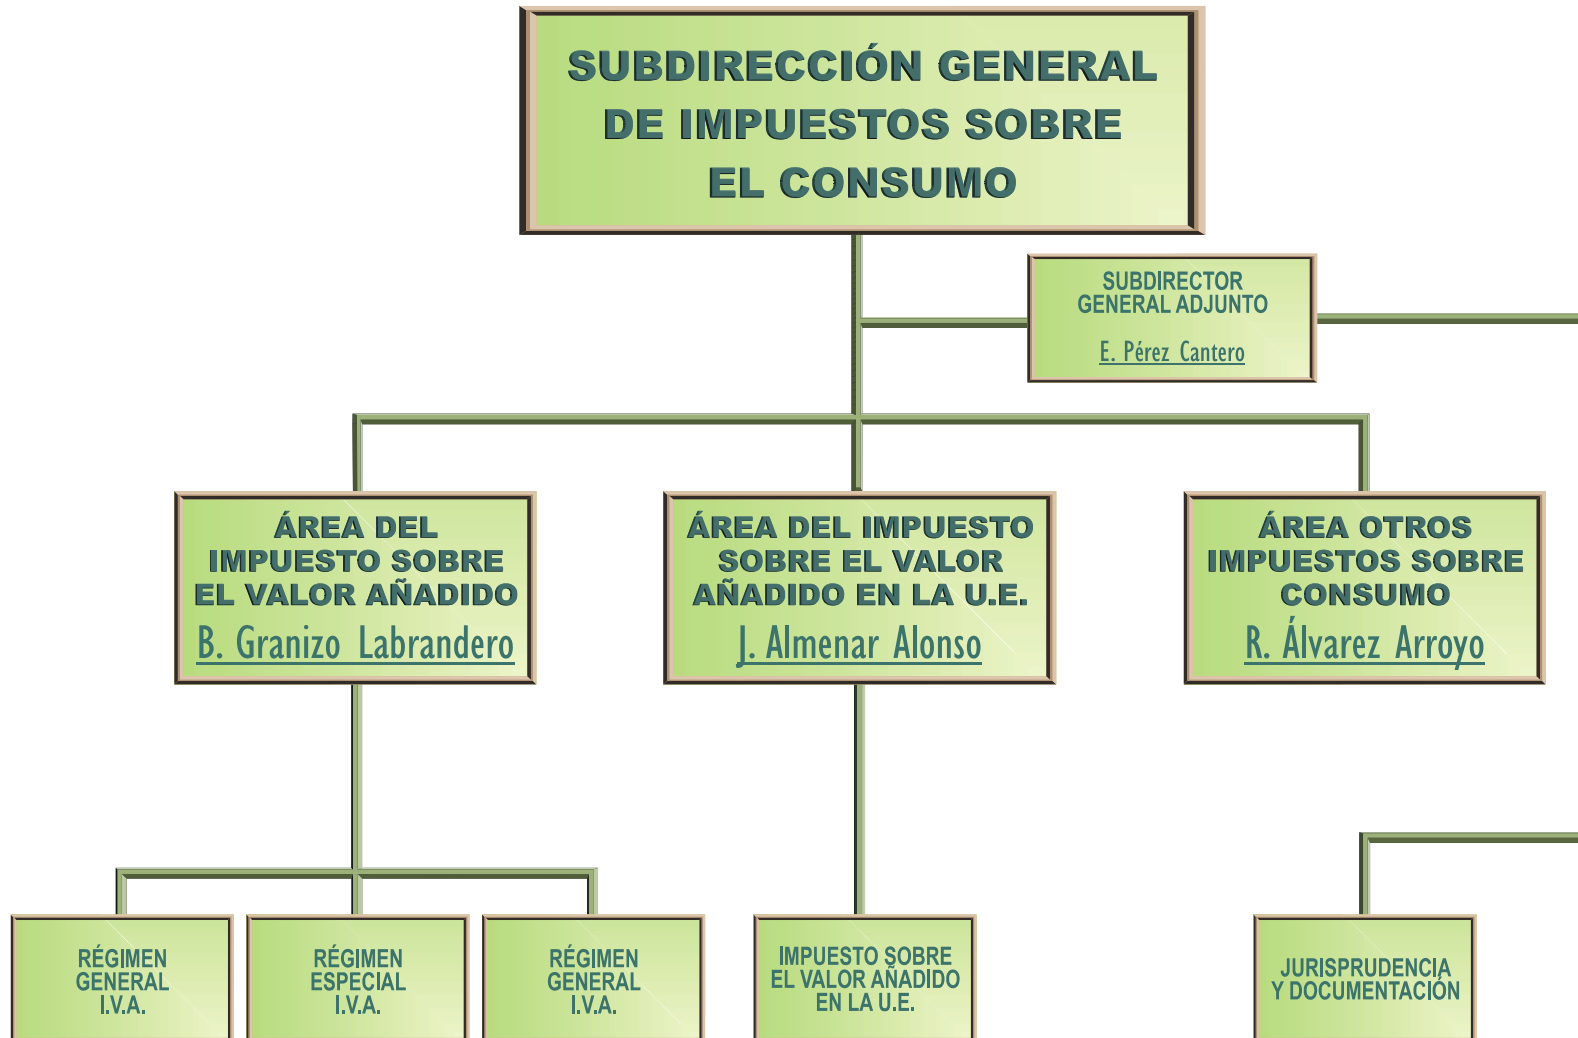 SUBDIRECCIÓN GENERAL
DE IMPUESTOS SOBRE
EL CONSUMO
SUBDIRECTOR
GENERAL ADJUNTO
E. Pérez Cantero
ÁREA DEL
IMPUESTO SOBRE
EL VALOR AÑADIDO
B. Granizo Labrandero
ÁREA DEL IMPUESTO
SOBRE EL VALOR
AÑADIDO EN LA U.E.
J. Almenar Alonso
ÁREA OTROS
IMPUESTOS SOBRE
CONSUMO
R. Álvarez Arroyo
RÉGIMEN
GENERAL
I.V.A.
RÉGIMEN
ESPECIAL
I.V.A.
RÉGIMEN
GENERAL
I.V.A.
IMPUESTO SOBRE
EL VALOR AÑADIDO
EN LA U.E.
JURISPRUDENCIA
Y DOCUMENTACIÓN